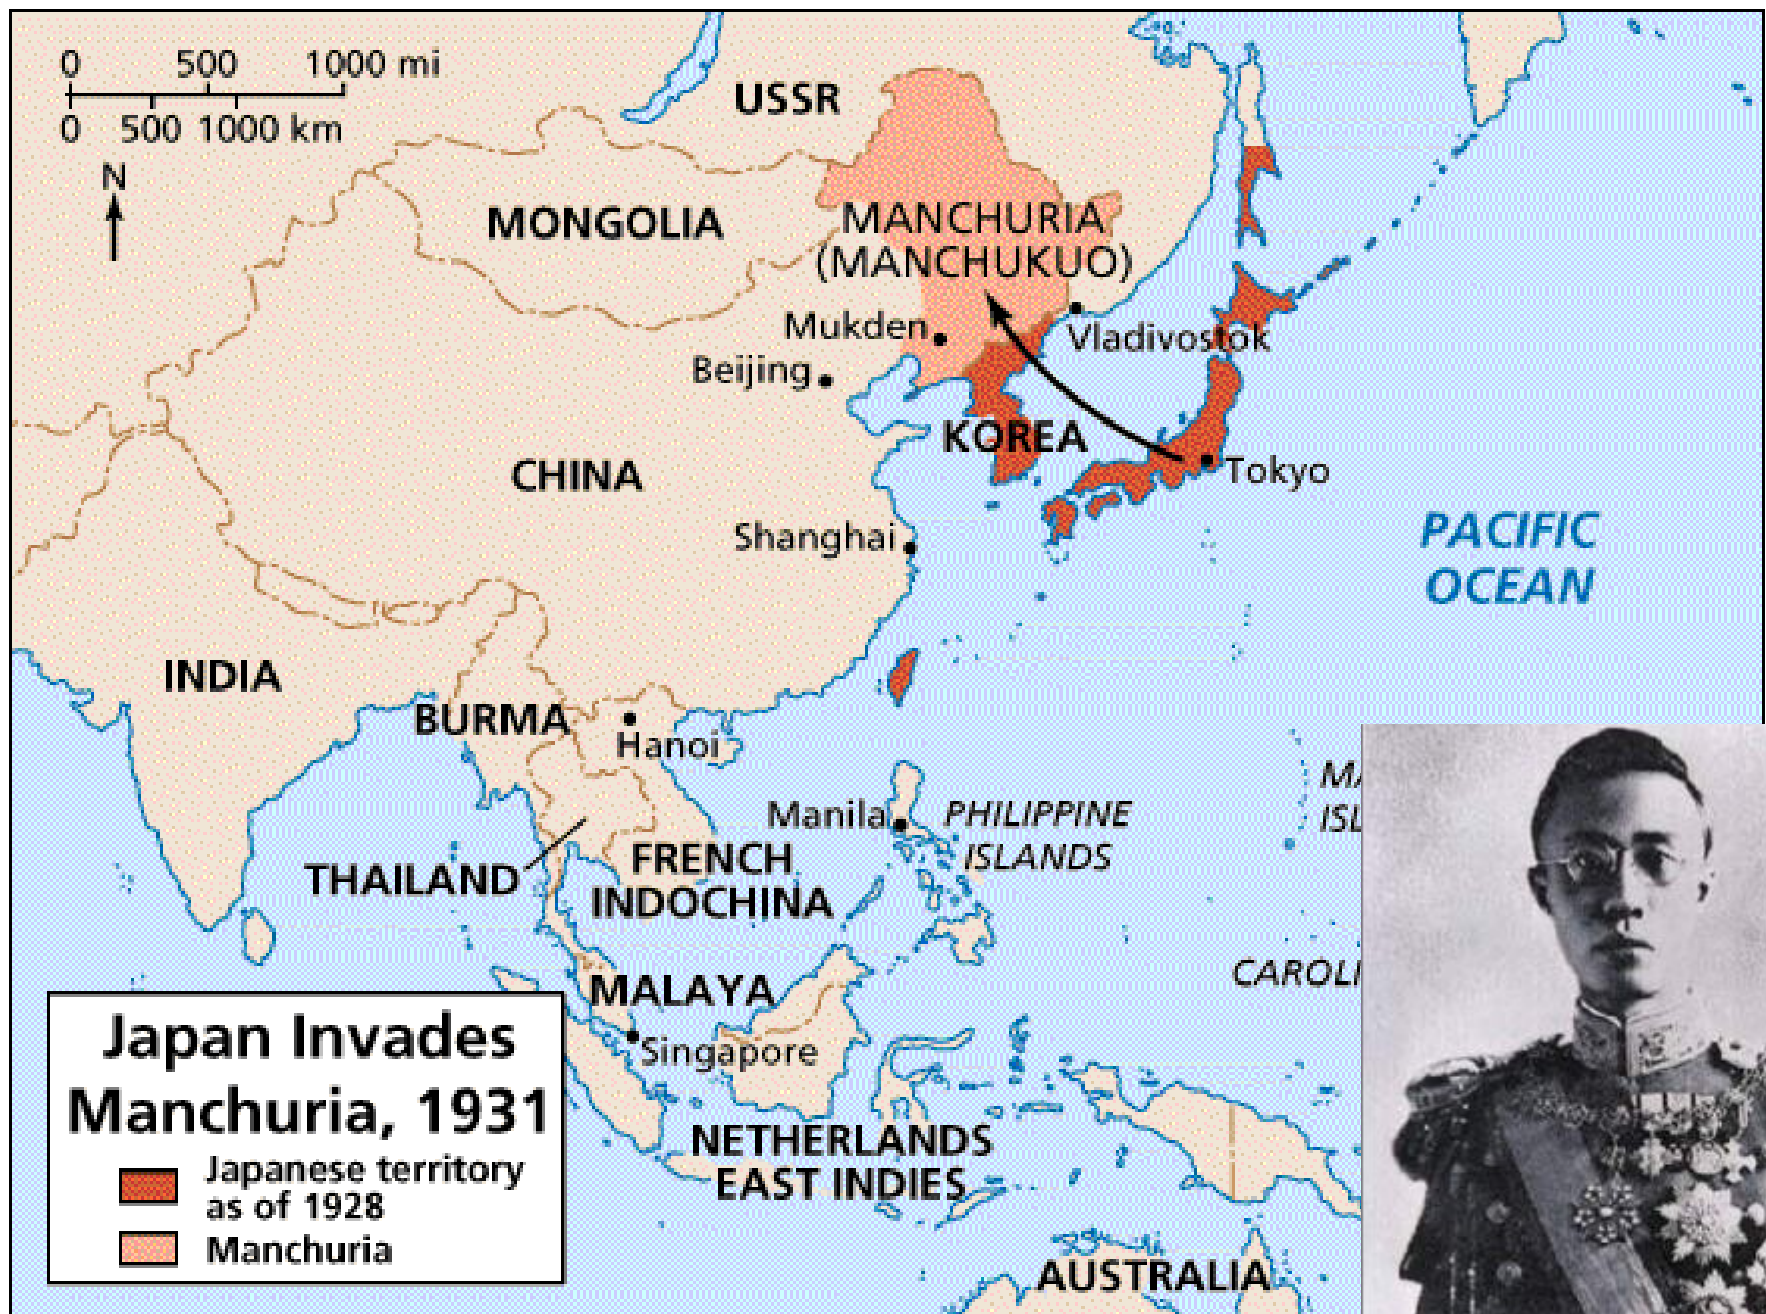 0 500 1000 mi
0 500 1000 km
N
USSR
MONGOLIA
MANCHURIA
(MANCHUKUO)
Mukden
Vladivostok
Beijing
KOREA
CHINA
Tokyo
Shanghai
PACIFIC
OCEAN
INDIA
BURMA
Hanoi
Manila
PHILIPPINE
ISLANDS
THAILAND
FRENCH
INDOCHINA
MALAYA
Singapore
NETHERLANDS
EAST INDIES
AUSTRALIA
Japan Invades
Manchuria, 1931
Japanese territory
as of 1928
Manchuria